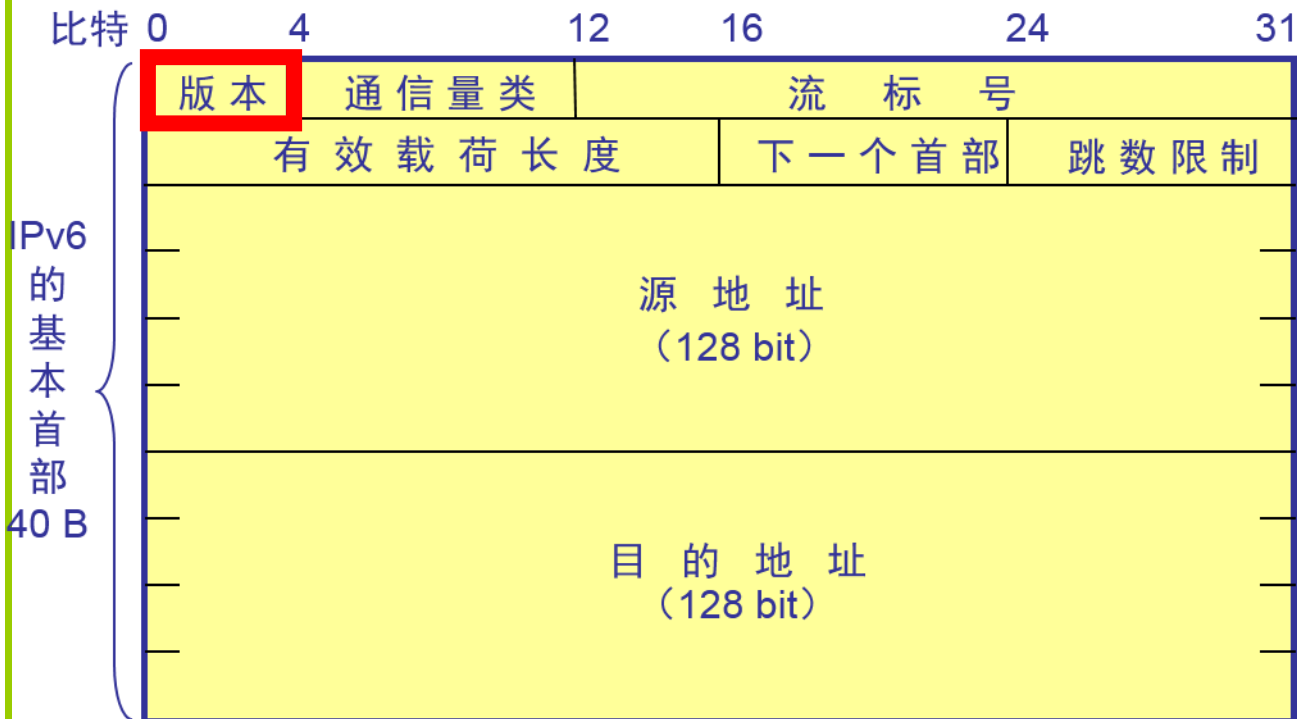 比特 0 4 12 16 24 31
版本 通信量类 流标号
有效载荷长度 下一个首部 跳数限制
IPv6
的
基
本
首
部
40 B
源地址
（128 bit）
目的地址
（128 bit）